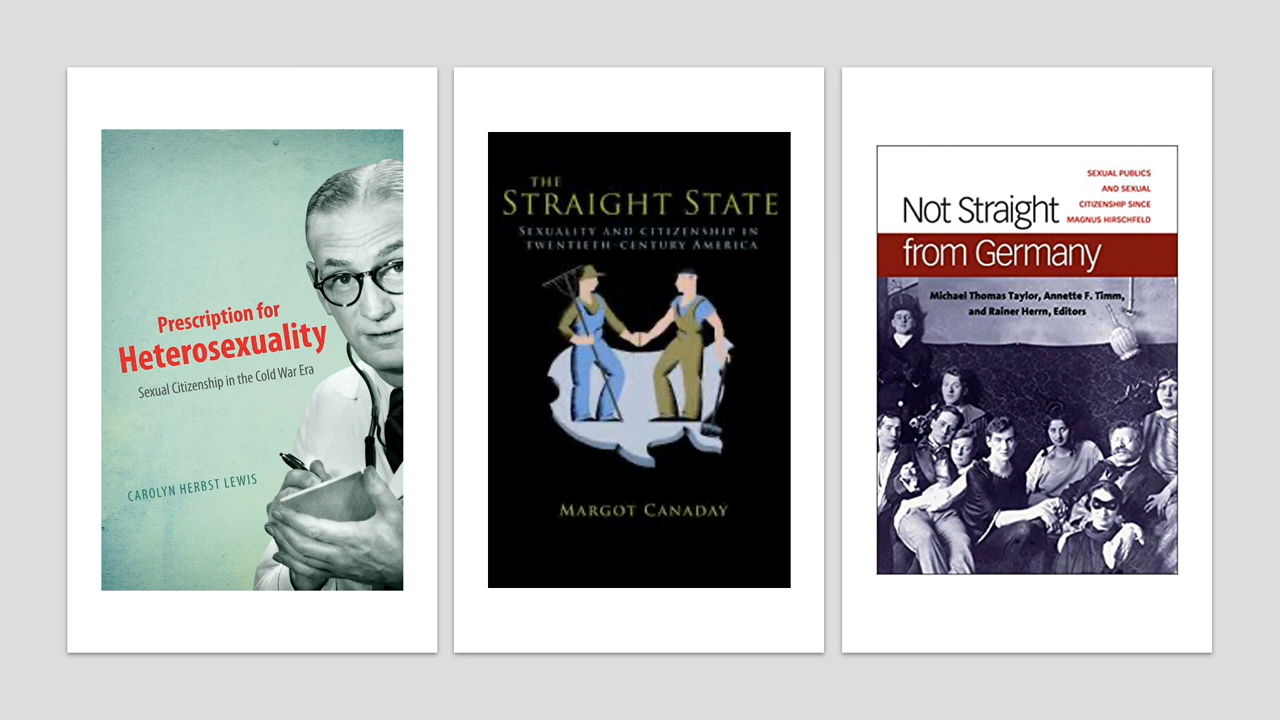 Prescription for
Heterosexuality
Sexual Citizenship in the Cold War Era
CAROLYN HERBST LEWIS
THE
STRAIGHT STATE
SEXUALITY AND CITIZENSHIP IN
TWENTIETH-CENTURY AMERICA
MARGOT CANADAY
SEXUAL PUBLICS
AND SEXUAL
CITIZENSHIP SINCE
MAGNUS HIRSCHFELD
Not Straight
from Germany
Michael Thomas Taylor, Annette F. Timm,
and Rainer Herrn, Editors